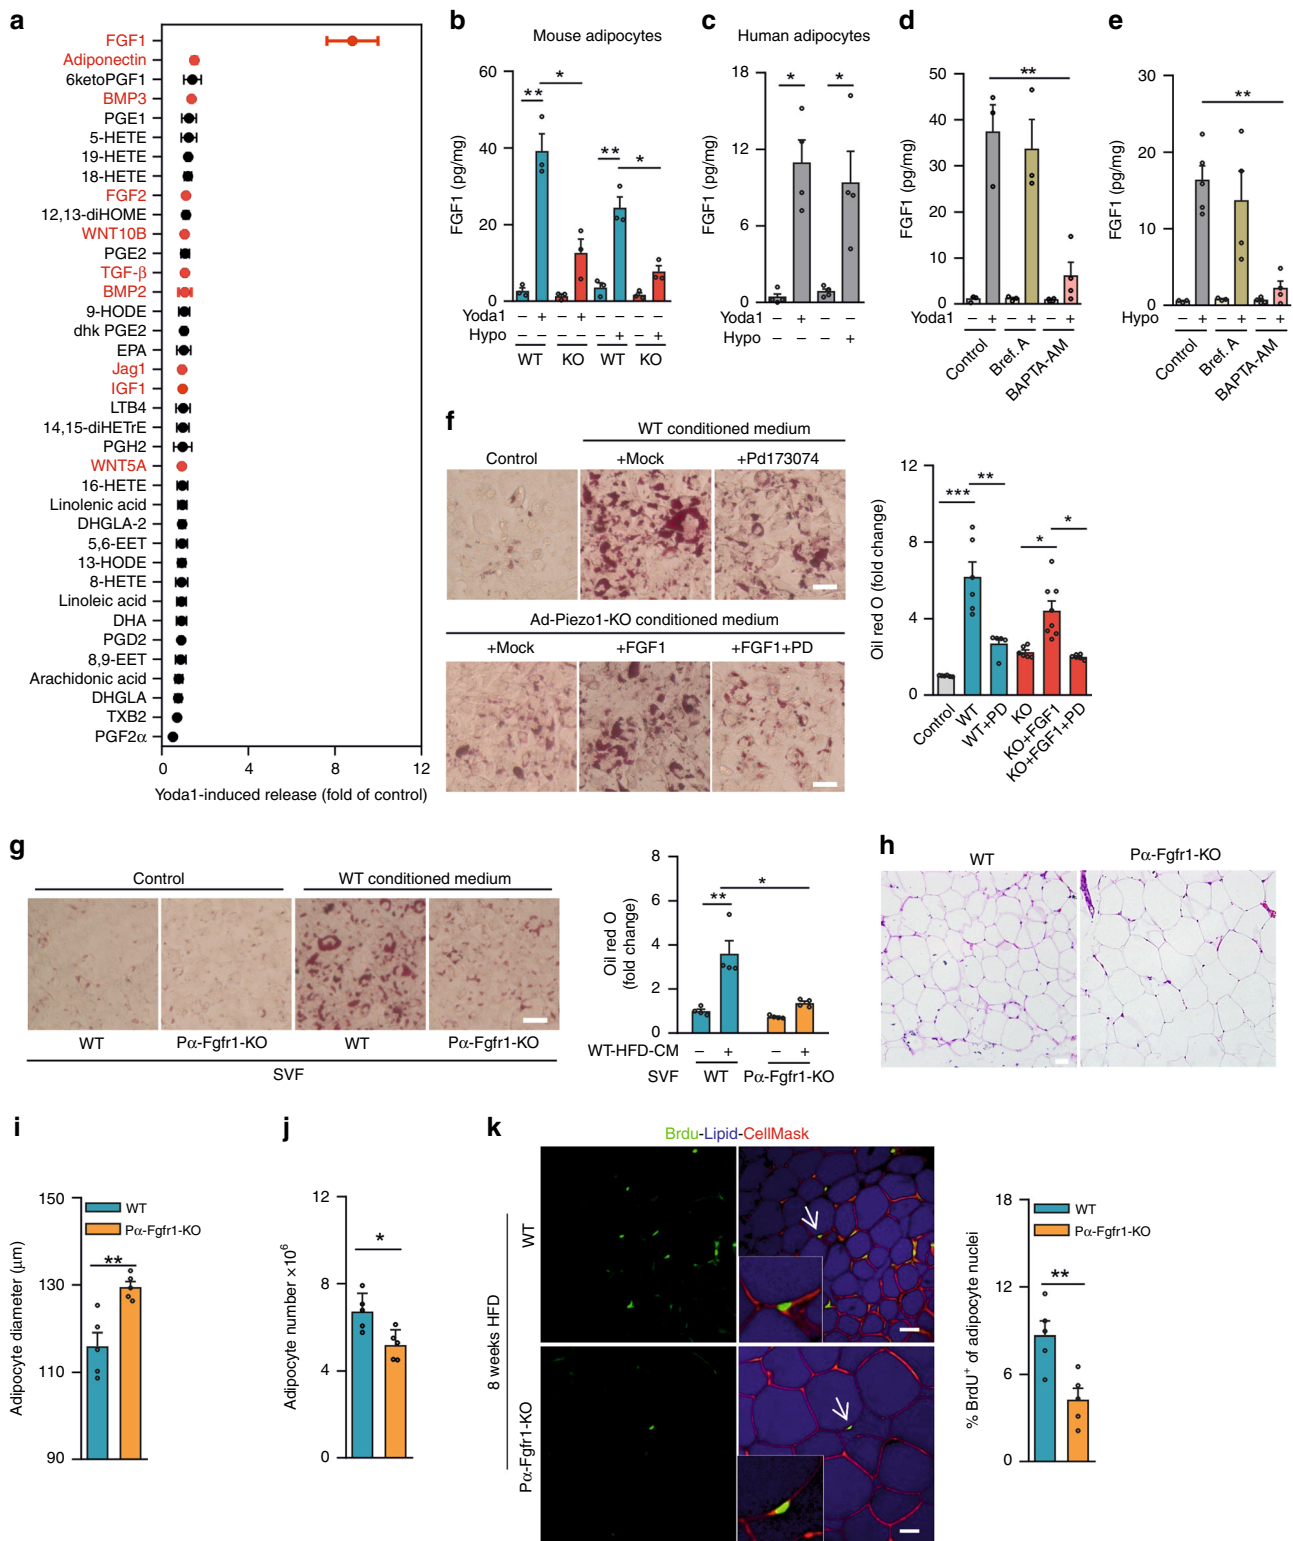 a
FGF1
Adiponectin
6ketoPGF1
BMP3
PGE1
5-HETE
19-HETE
18-HETE
FGF2
12,13-diHOME
WNT10B
PGE2
TGF-β
BMP2
9-HODE
dhk PGE2
EPA
Jag1
IGF1
LTB4
14,15-diHETrE
PGH2
WNT5A
16-HETE
Linolenic acid
DHGLA-2
5,6-EET
13-HODE
8-HETE
Linoleic acid
DHA
PGD2
8,9-EET
Arachidonic acid
DHGLA
TXB2
PGF2α
0 4 8 12
Yoda1-induced release (fold of control)
b
Mouse adipocytes
FGF1 (pg/mg)
60
40
20
0
** * ** *
Yoda1 – + – +
Hypo – + – +
WT KO WT KO
c
Human adipocytes
FGF1 (pg/mg)
18
12
6
0
* *
Yoda1 – +
Hypo – +
d
FGF1 (pg/mg)
50
40
30
20
10
0
**
Yoda1 – + – + – +
Control Bref. A BAPTA-AM
e
FGF1 (pg/mg)
30
20
10
0
**
Hypo – + – + – +
Control Bref. A BAPTA-AM
f
WT conditioned medium
Control +Mock +Pd173074
Ad-Piezo1-KO conditioned medium
+Mock +FGF1 +FGF1+PD
Oil red O (fold change)
12
8
4
0
*** ** * *
Control WT WT+PD KO KO+FGF1 KO+FGF1+PD
g
Control WT conditioned medium
WT Pα-Fgfr1-KO WT Pα-Fgfr1-KO
SVF
Oil red O
(fold change)
8
6
4
2
0
** *
WT-HFD-CM – + – +
SVF WT Pα-Fgfr1-KO
h
WT Pα-Fgfr1-KO
i
Adipocyte diameter (μm)
150
130
110
90
WT
Pα-Fgfr1-KO
**
j
Adipocyte number ×10⁶
12
8
4
0
*
k
Brdu-Lipid-CellMask
8 weeks HFD
WT
Pα-Fgfr1-KO
% BrdU⁺ of adipocyte nuclei
18
12
6
0
WT
Pα-Fgfr1-KO
**